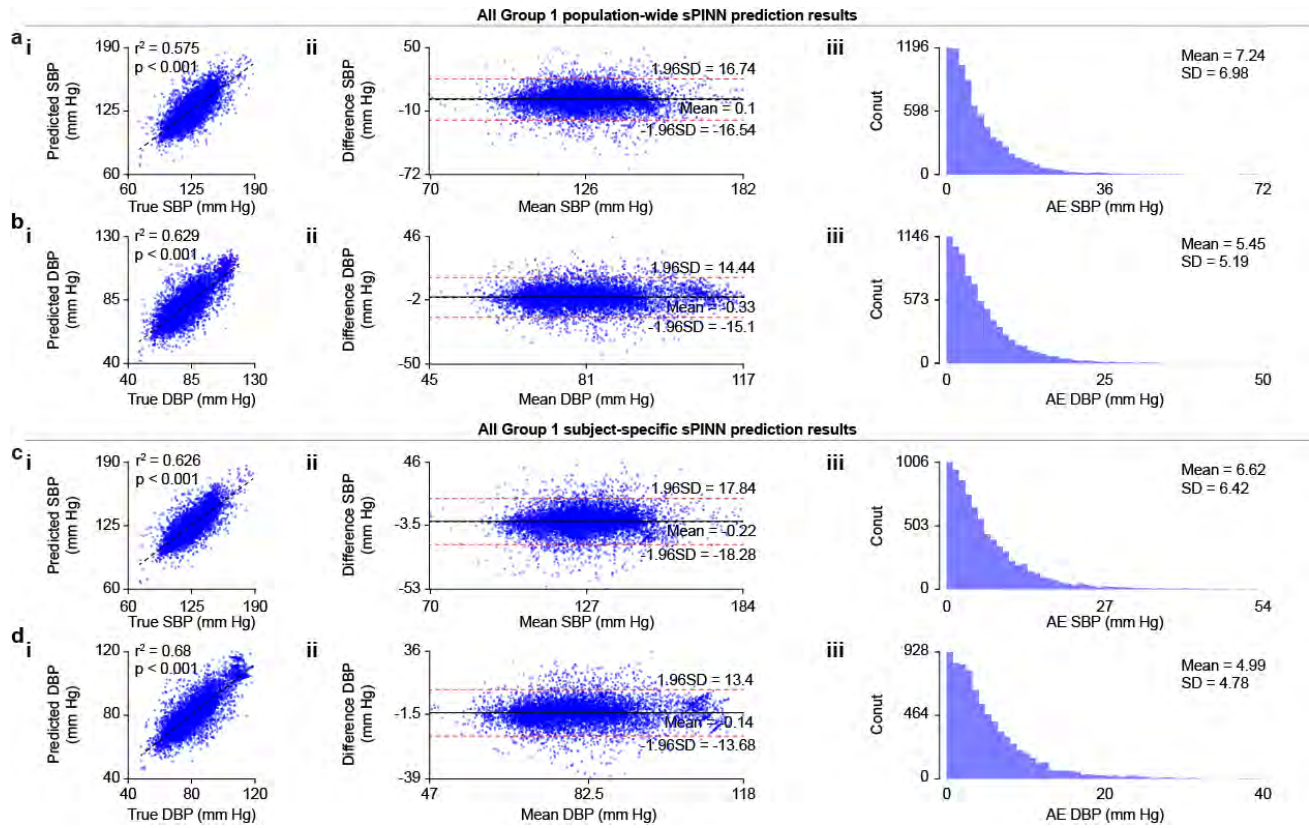 All Group 1 population-wide sPINN prediction results
a
i
190
125
60
Predicted SBP
(mm Hg)
r² = 0.575
p < 0.001
60 125 190
True SBP (mm Hg)
ii
50
-10
-72
Difference SBP
(mm Hg)
1.96SD = 16.74
Mean = 0.1
-1.96SD = -16.54
70 126 182
Mean SBP (mm Hg)
iii
1196
598
0
Conut
Mean = 7.24
SD = 6.98
0 36 72
AE SBP (mm Hg)
b
i
130
85
40
Predicted DBP
(mm Hg)
r² = 0.629
p < 0.001
40 85 130
True DBP (mm Hg)
ii
46
-2
-50
Difference DBP
(mm Hg)
1.96SD = 14.44
Mean = -0.33
-1.96SD = -15.1
45 81 117
Mean DBP (mm Hg)
iii
1146
573
0
Conut
Mean = 5.45
SD = 5.19
0 25 50
AE DBP (mm Hg)
All Group 1 subject-specific sPINN prediction results
c
i
190
125
60
Predicted SBP
(mm Hg)
r² = 0.626
p < 0.001
60 125 190
True SBP (mm Hg)
ii
46
-3.5
-53
Difference SBP
(mm Hg)
1.96SD = 17.84
Mean = -0.22
-1.96SD = -18.28
70 127 184
Mean SBP (mm Hg)
iii
1006
503
0
Conut
Mean = 6.62
SD = 6.42
0 27 54
AE SBP (mm Hg)
d
i
120
80
40
Predicted DBP
(mm Hg)
r² = 0.68
p < 0.001
40 80 120
True DBP (mm Hg)
ii
36
-1.5
-39
Difference DBP
(mm Hg)
1.96SD = 13.4
Mean = -0.14
-1.96SD = -13.68
47 82.5 118
Mean DBP (mm Hg)
iii
928
464
0
Conut
Mean = 4.99
SD = 4.78
0 20 40
AE DBP (mm Hg)